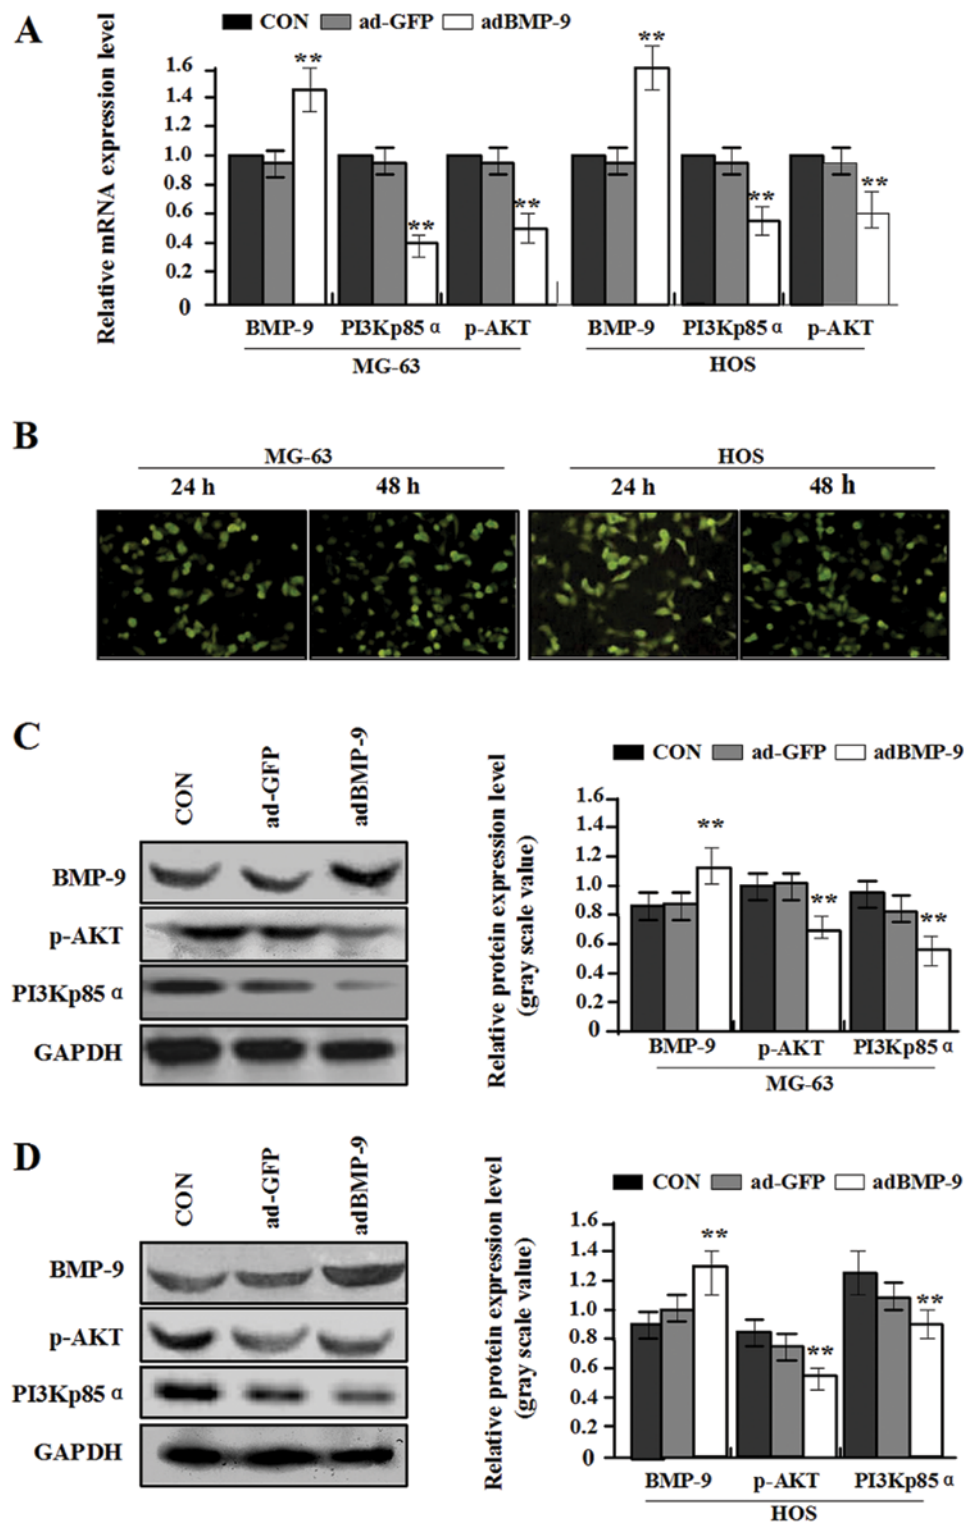 A
CON ad-GFP adBMP-9
Relative mRNA expression level
1.6
1.4
1.2
1.0
0.8
0.6
0.4
0.2
0
** ** ** ** ** **
BMP-9 PI3Kp85 α p-AKT BMP-9 PI3Kp85 α p-AKT
MG-63 HOS
B
MG-63 HOS
24 h 48 h 24 h 48 h
C
CON ad-GFP adBMP-9
BMP-9
p-AKT
PI3Kp85 α
GAPDH
CON ad-GFP adBMP-9
Relative protein expression level
(gray scale value)
1.6
1.4
1.2
1.0
0.8
0.6
0.4
0.2
0
** ** **
BMP-9 p-AKT PI3Kp85 α
MG-63
D
CON ad-GFP adBMP-9
BMP-9
p-AKT
PI3Kp85 α
GAPDH
CON ad-GFP adBMP-9
Relative protein expression level
(gray scale value)
1.6
1.4
1.2
1.0
0.8
0.6
0.4
0.2
0
** ** **
BMP-9 p-AKT PI3Kp85 α
HOS